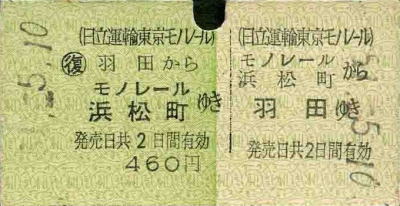 (日立運輸東京モノレール)
復 羽田から
モノレール
浜松町ゆき
発売日共2日間有効
460円
5.10
(日立運輸東京モノレール)
モノレール
浜松町から
羽田ゆき
発売日共2日間有効
5.10